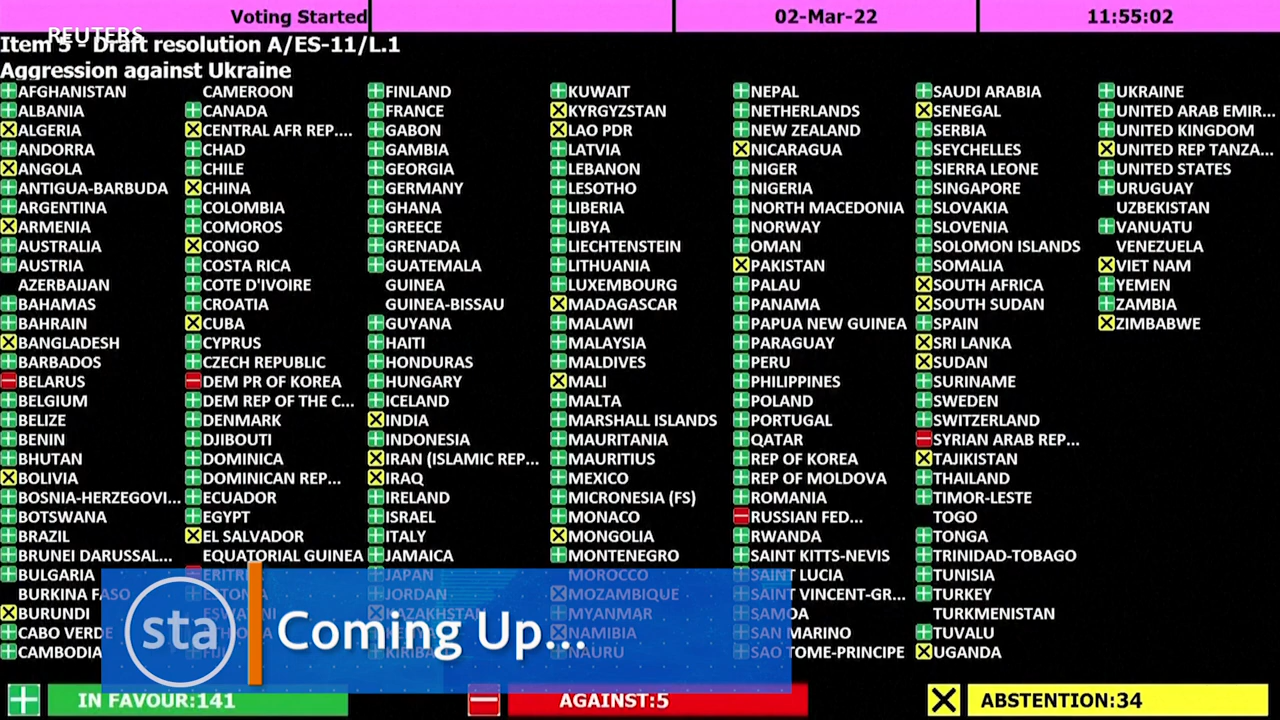 Voting Started 02-Mar-22 11:55:02
REUTERS
Item 5 - Draft resolution A/ES-11/L.1
Aggression against Ukraine
AFGHANISTAN
ALBANIA
ALGERIA
ANDORRA
ANGOLA
ANTIGUA-BARBUDA
ARGENTINA
ARMENIA
AUSTRALIA
AUSTRIA
AZERBAIJAN
BAHAMAS
BAHRAIN
BANGLADESH
BARBADOS
BELARUS
BELGIUM
BELIZE
BENIN
BHUTAN
BOLIVIA
BOSNIA-HERZEGOVI...
BOTSWANA
BRAZIL
BRUNEI DARUSSAL...
BULGARIA
BURKINA FASO
BURUNDI
CABO VERDE
CAMBODIA
CAMEROON
CANADA
CENTRAL AFR REP....
CHAD
CHILE
CHINA
COLOMBIA
COMOROS
CONGO
COSTA RICA
COTE D'IVOIRE
CROATIA
CUBA
CYPRUS
CZECH REPUBLIC
DEM PR OF KOREA
DEM REP OF THE C...
DENMARK
DJIBOUTI
DOMINICA
DOMINICAN REP...
ECUADOR
EGYPT
EL SALVADOR
EQUATORIAL GUINEA
ERITREA
ESTONIA
ESWATINI
ETHIOPIA
FIJI
FINLAND
FRANCE
GABON
GAMBIA
GEORGIA
GERMANY
GHANA
GREECE
GRENADA
GUATEMALA
GUINEA
GUINEA-BISSAU
GUYANA
HAITI
HONDURAS
HUNGARY
ICELAND
INDIA
INDONESIA
IRAN (ISLAMIC REP...
IRAQ
IRELAND
ISRAEL
ITALY
JAMAICA
JAPAN
JORDAN
KAZAKHSTAN
KIRIBATI
KUWAIT
KYRGYZSTAN
LAO PDR
LATVIA
LEBANON
LESOTHO
LIBERIA
LIBYA
LIECHTENSTEIN
LITHUANIA
LUXEMBOURG
MADAGASCAR
MALAWI
MALAYSIA
MALDIVES
MALI
MALTA
MARSHALL ISLANDS
MAURITANIA
MAURITIUS
MEXICO
MICRONESIA (FS)
MONACO
MONGOLIA
MONTENEGRO
MOROCCO
MOZAMBIQUE
MYANMAR
NAMIBIA
NAURU
NEPAL
NETHERLANDS
NEW ZEALAND
NICARAGUA
NIGER
NIGERIA
NORTH MACEDONIA
NORWAY
OMAN
PAKISTAN
PALAU
PANAMA
PAPUA NEW GUINEA
PARAGUAY
PERU
PHILIPPINES
POLAND
PORTUGAL
QATAR
REP OF KOREA
REP OF MOLDOVA
ROMANIA
RUSSIAN FED...
RWANDA
SAINT KITTS-NEVIS
SAINT LUCIA
SAINT VINCENT-GR...
SAMOA
SAN MARINO
SAO TOME-PRINCIPE
SAUDI ARABIA
SENEGAL
SERBIA
SEYCHELLES
SIERRA LEONE
SINGAPORE
SLOVAKIA
SLOVENIA
SOLOMON ISLANDS
SOMALIA
SOUTH AFRICA
SOUTH SUDAN
SPAIN
SRI LANKA
SUDAN
SURINAME
SWEDEN
SWITZERLAND
SYRIAN ARAB REP...
TAJIKISTAN
THAILAND
TIMOR-LESTE
TOGO
TONGA
TRINIDAD-TOBAGO
TUNISIA
TURKEY
TURKMENISTAN
TUVALU
UGANDA
UKRAINE
UNITED ARAB EMIR...
UNITED KINGDOM
UNITED REP TANZA...
UNITED STATES
URUGUAY
UZBEKISTAN
VANUATU
VENEZUELA
VIET NAM
YEMEN
ZAMBIA
ZIMBABWE
sta Coming Up...
IN FAVOUR:141 AGAINST:5 ABSTENTION:34